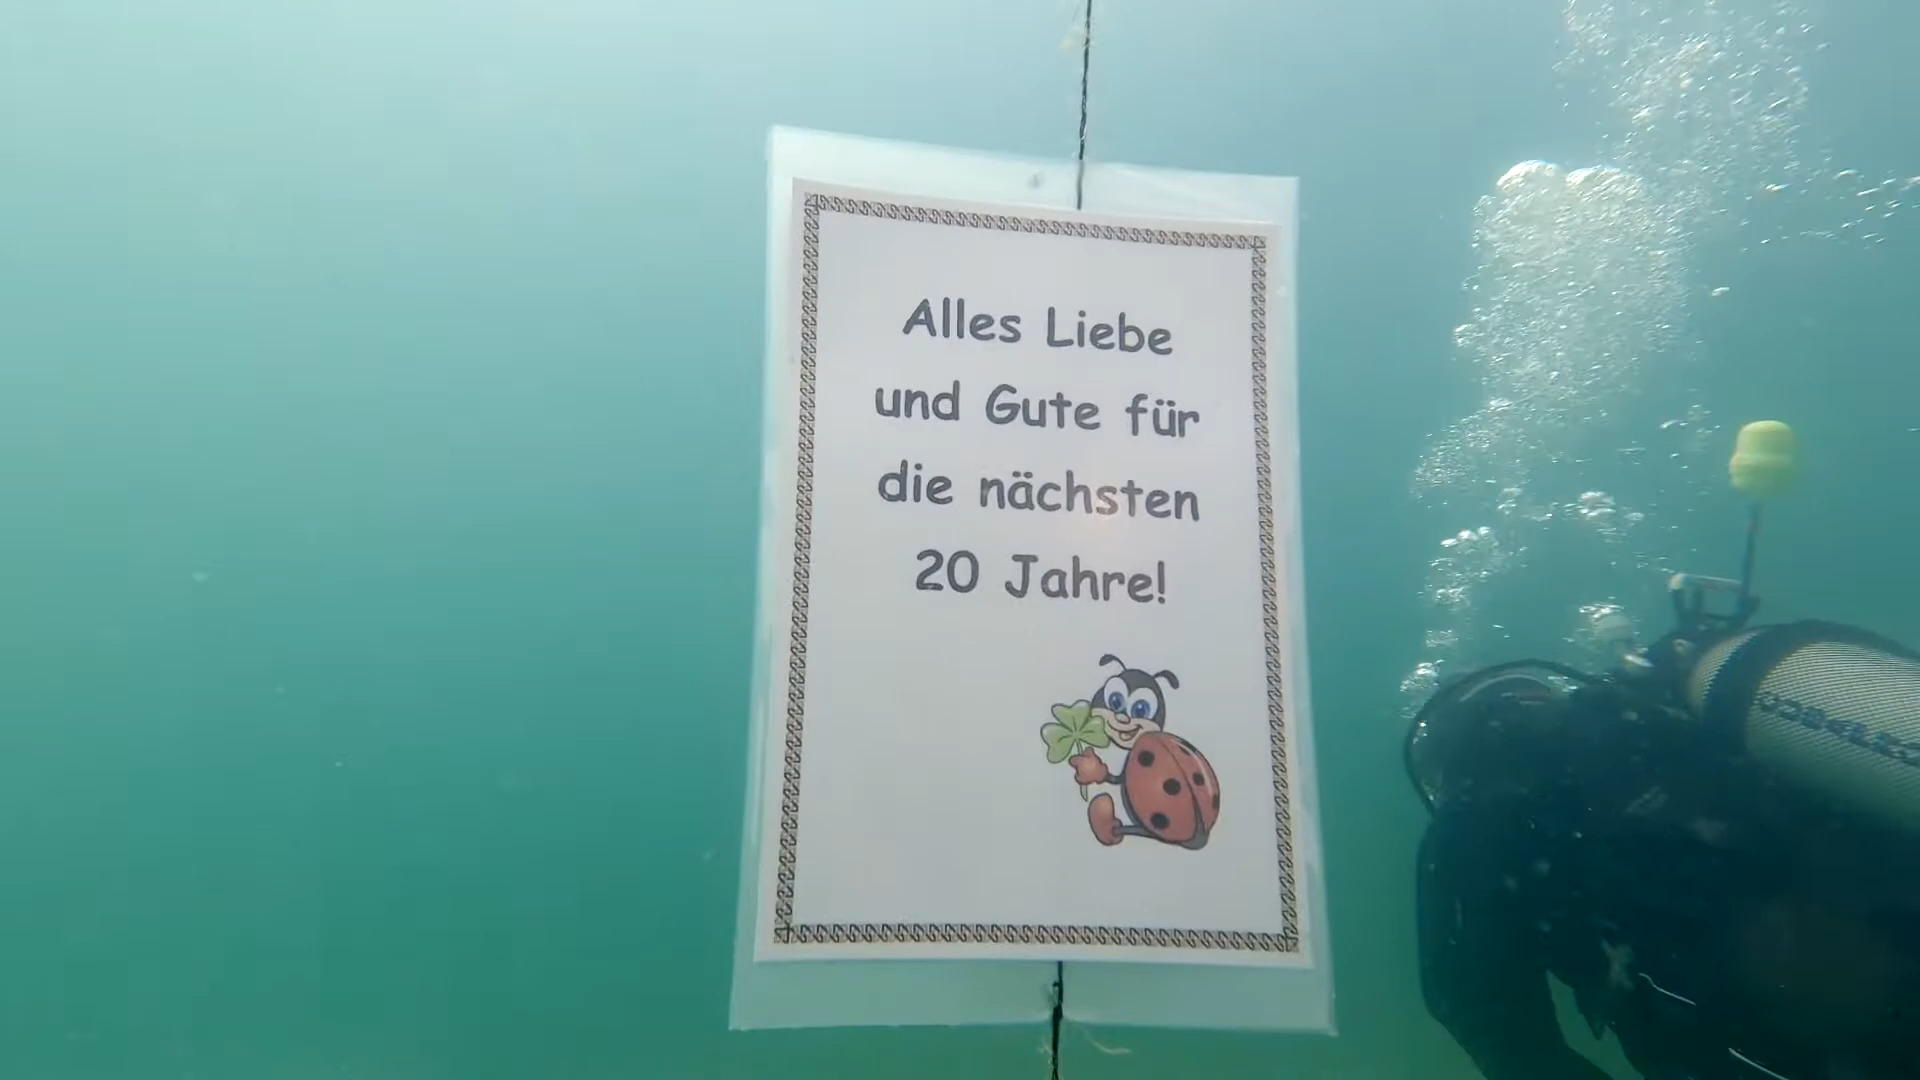 Alles Liebe
und Gute für
die nächsten
20 Jahre!